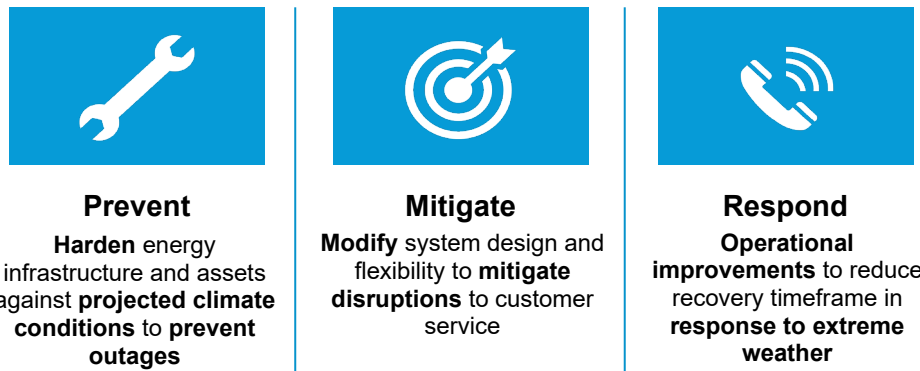 Prevent
Harden energy
infrastructure and assets
against projected climate
conditions to prevent
outages
Mitigate
Modify system design and
flexibility to mitigate
disruptions to customer
service
Respond
Operational
improvements to reduce
recovery timeframe in
response to extreme
weather